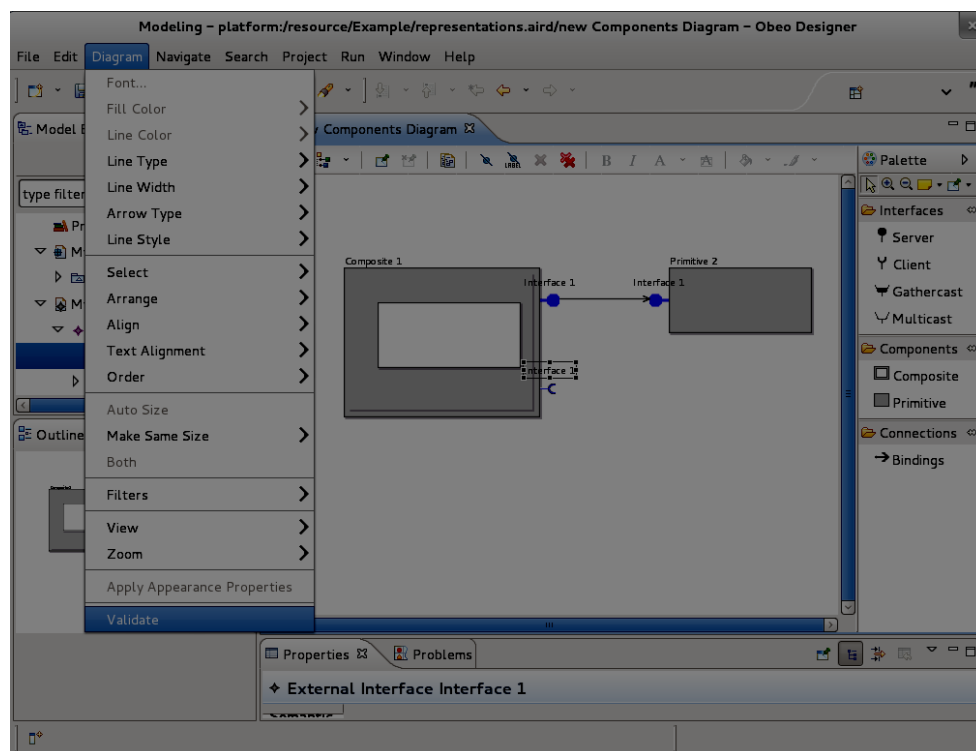 Modeling – platform:/resource/Example/representations.aird/new Components Diagram – Obeo Designer
File Edit Diagram Navigate Search Project Run Window Help
Font...
Fill Color
Line Color
Line Type
Line Width
Arrow Type
Line Style
Select
Arrange
Align
Text Alignment
Order
Auto Size
Make Same Size
Both
Filters
View
Zoom
Apply Appearance Properties
Validate
Model
Components Diagram
type filter
Outline
B I A
Composite 1
Interface 1
Interface 1
Primitive 2
Interface 1
Palette
Interfaces
Server
Client
Gathercast
Multicast
Components
Composite
Primitive
Connections
Bindings
Properties
Problems
External Interface Interface 1